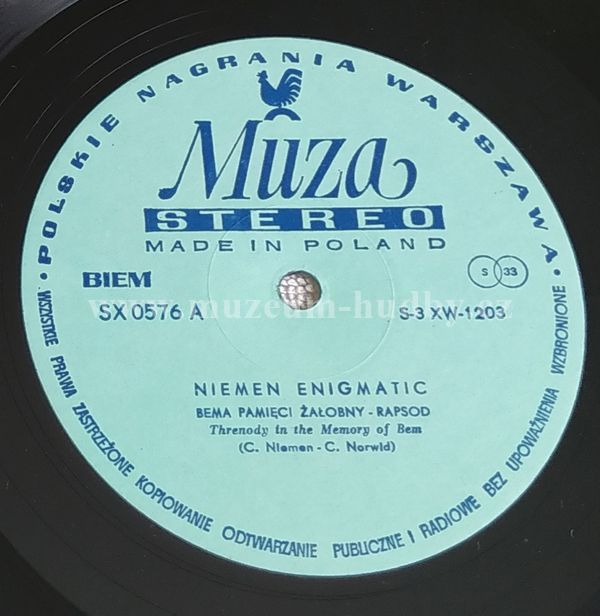 • POLSKIE NAGRANIA WARSZAWA •
Muza
STEREO
MADE IN POLAND
BIEM
S 33
SX 0576 A
S-3 XW-1203
www.muzeum-hudby.cz
NIEMEN ENIGMATIC
BEMA PAMIĘCI ŻAŁOBNY - RAPSOD
Threnody in the Memory of Bem
(C. Niemen - C. Norwid)
WSZYSTKIE PRAWA ZASTRZEŻONE KOPIOWANIE ODTWARZANIE PUBLICZNE I RADIOWE BEZ UPOWAŻNIENIA WZBRONIONE